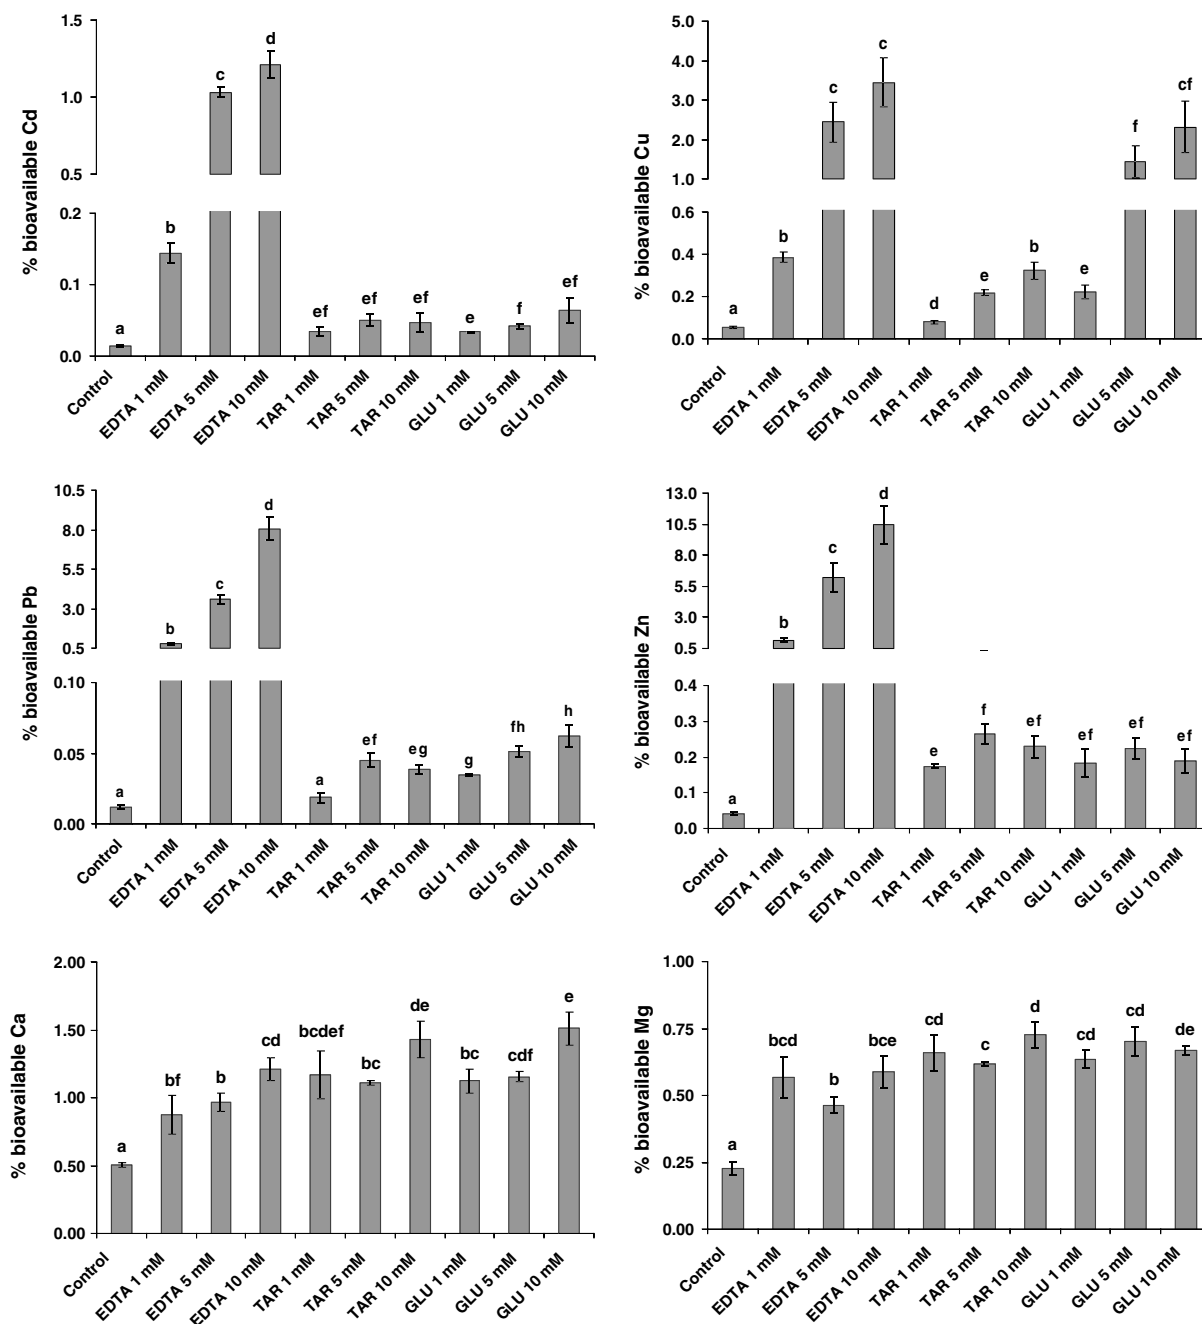 % bioavailable Cd
1.5
1.0
0.5
0.2
0.1
0.0
a
b
c
d
ef
ef
ef
e
f
ef
Control
EDTA 1 mM
EDTA 5 mM
EDTA 10 mM
TAR 1 mM
TAR 5 mM
TAR 10 mM
GLU 1 mM
GLU 5 mM
GLU 10 mM
% bioavailable Cu
5.0
4.0
3.0
2.0
1.0
0.6
0.4
0.2
0.0
a
b
c
c
d
e
b
e
f
cf
Control
EDTA 1 mM
EDTA 5 mM
EDTA 10 mM
TAR 1 mM
TAR 5 mM
TAR 10 mM
GLU 1 mM
GLU 5 mM
GLU 10 mM
% bioavailable Pb
10.5
8.0
5.5
3.0
0.5
0.10
0.05
0.00
a
b
c
d
a
ef
eg
g
fh
h
Control
EDTA 1 mM
EDTA 5 mM
EDTA 10 mM
TAR 1 mM
TAR 5 mM
TAR 10 mM
GLU 1 mM
GLU 5 mM
GLU 10 mM
% bioavailable Zn
13.0
10.5
8.0
5.5
3.0
0.5
0.4
0.3
0.2
0.1
0.0
a
b
c
d
e
f
ef
ef
ef
ef
Control
EDTA 1 mM
EDTA 5 mM
EDTA 10 mM
TAR 1 mM
TAR 5 mM
TAR 10 mM
GLU 1 mM
GLU 5 mM
GLU 10 mM
% bioavailable Ca
2.00
1.50
1.00
0.50
0.00
a
bf
b
cd
bcdef
bc
de
bc
cdf
e
Control
EDTA 1 mM
EDTA 5 mM
EDTA 10 mM
TAR 1 mM
TAR 5 mM
TAR 10 mM
GLU 1 mM
GLU 5 mM
GLU 10 mM
% bioavailable Mg
1.00
0.75
0.50
0.25
0.00
a
bcd
b
bce
cd
c
d
cd
cd
de
Control
EDTA 1 mM
EDTA 5 mM
EDTA 10 mM
TAR 1 mM
TAR 5 mM
TAR 10 mM
GLU 1 mM
GLU 5 mM
GLU 10 mM